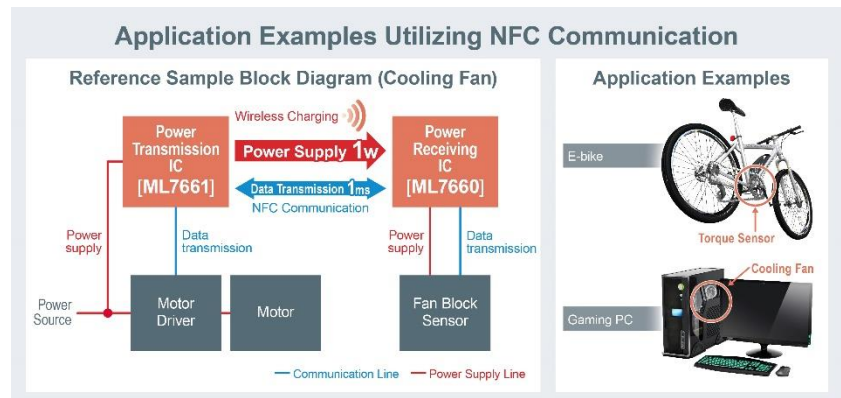 Application Examples Utilizing NFC Communication
Reference Sample Block Diagram (Cooling Fan)
Wireless Charging
Power
Transmission
IC
[ML7661]
Power Supply 1w
Data Transmission 1ms
NFC Communication
Power
Receiving
IC
[ML7660]
Power
supply
Data
transmission
Power
supply
Data
transmission
Power
Source
Motor
Driver
Motor
Fan Block
Sensor
Communication Line
Power Supply Line
Application Examples
E-bike
Torque Sensor
Cooling Fan
Gaming PC